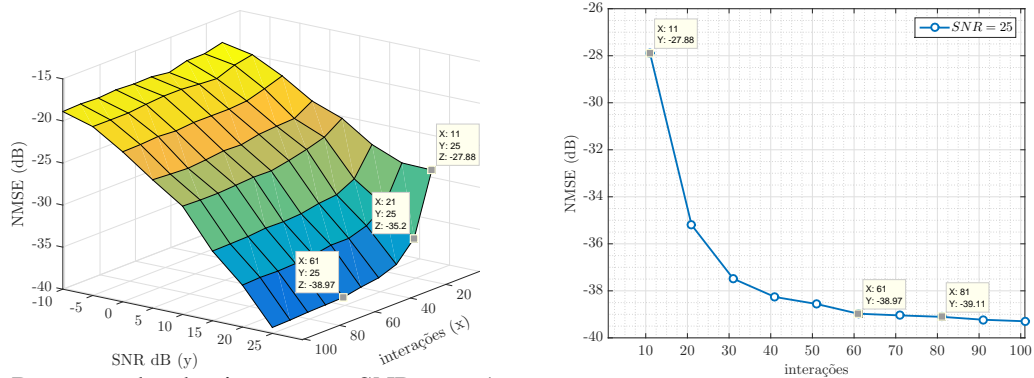 -15
-20
-25
-30
-35
-40
NMSE (dB)
-10
-5
0
5
10
15
20
25
SNR dB (y)
100
80
60
40
20
interações (x)
X: 11
Y: 25
Z: -27.88
X: 21
Y: 25
Z: -35.2
X: 61
Y: 25
Z: -38.97
-26
-28
-30
-32
-34
-36
-38
-40
NMSE (dB)
10
20
30
40
50
60
70
80
90
100
interações
SNR = 25
X: 11
Y: -27.88
X: 61
Y: -38.97
X: 81
Y: -39.11